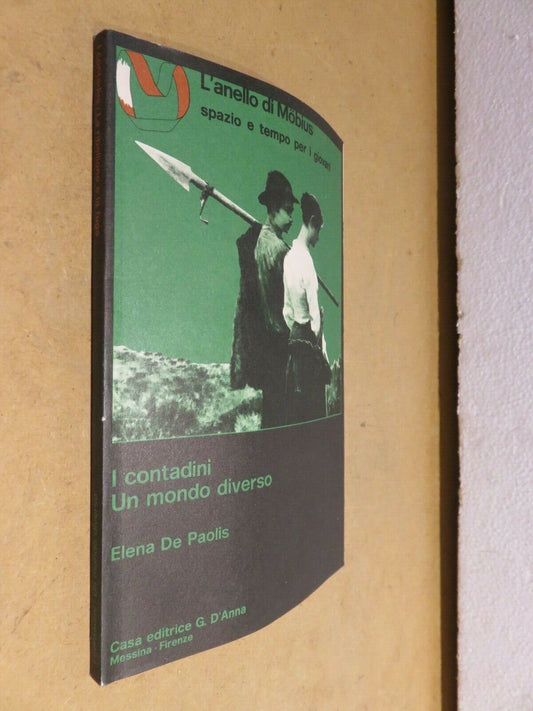 L'anello di Möbius
spazio e tempo per i giovani
I contadini
Un mondo diverso
Elena De Paolis
Casa editrice G. D'Anna
Messina - Firenze